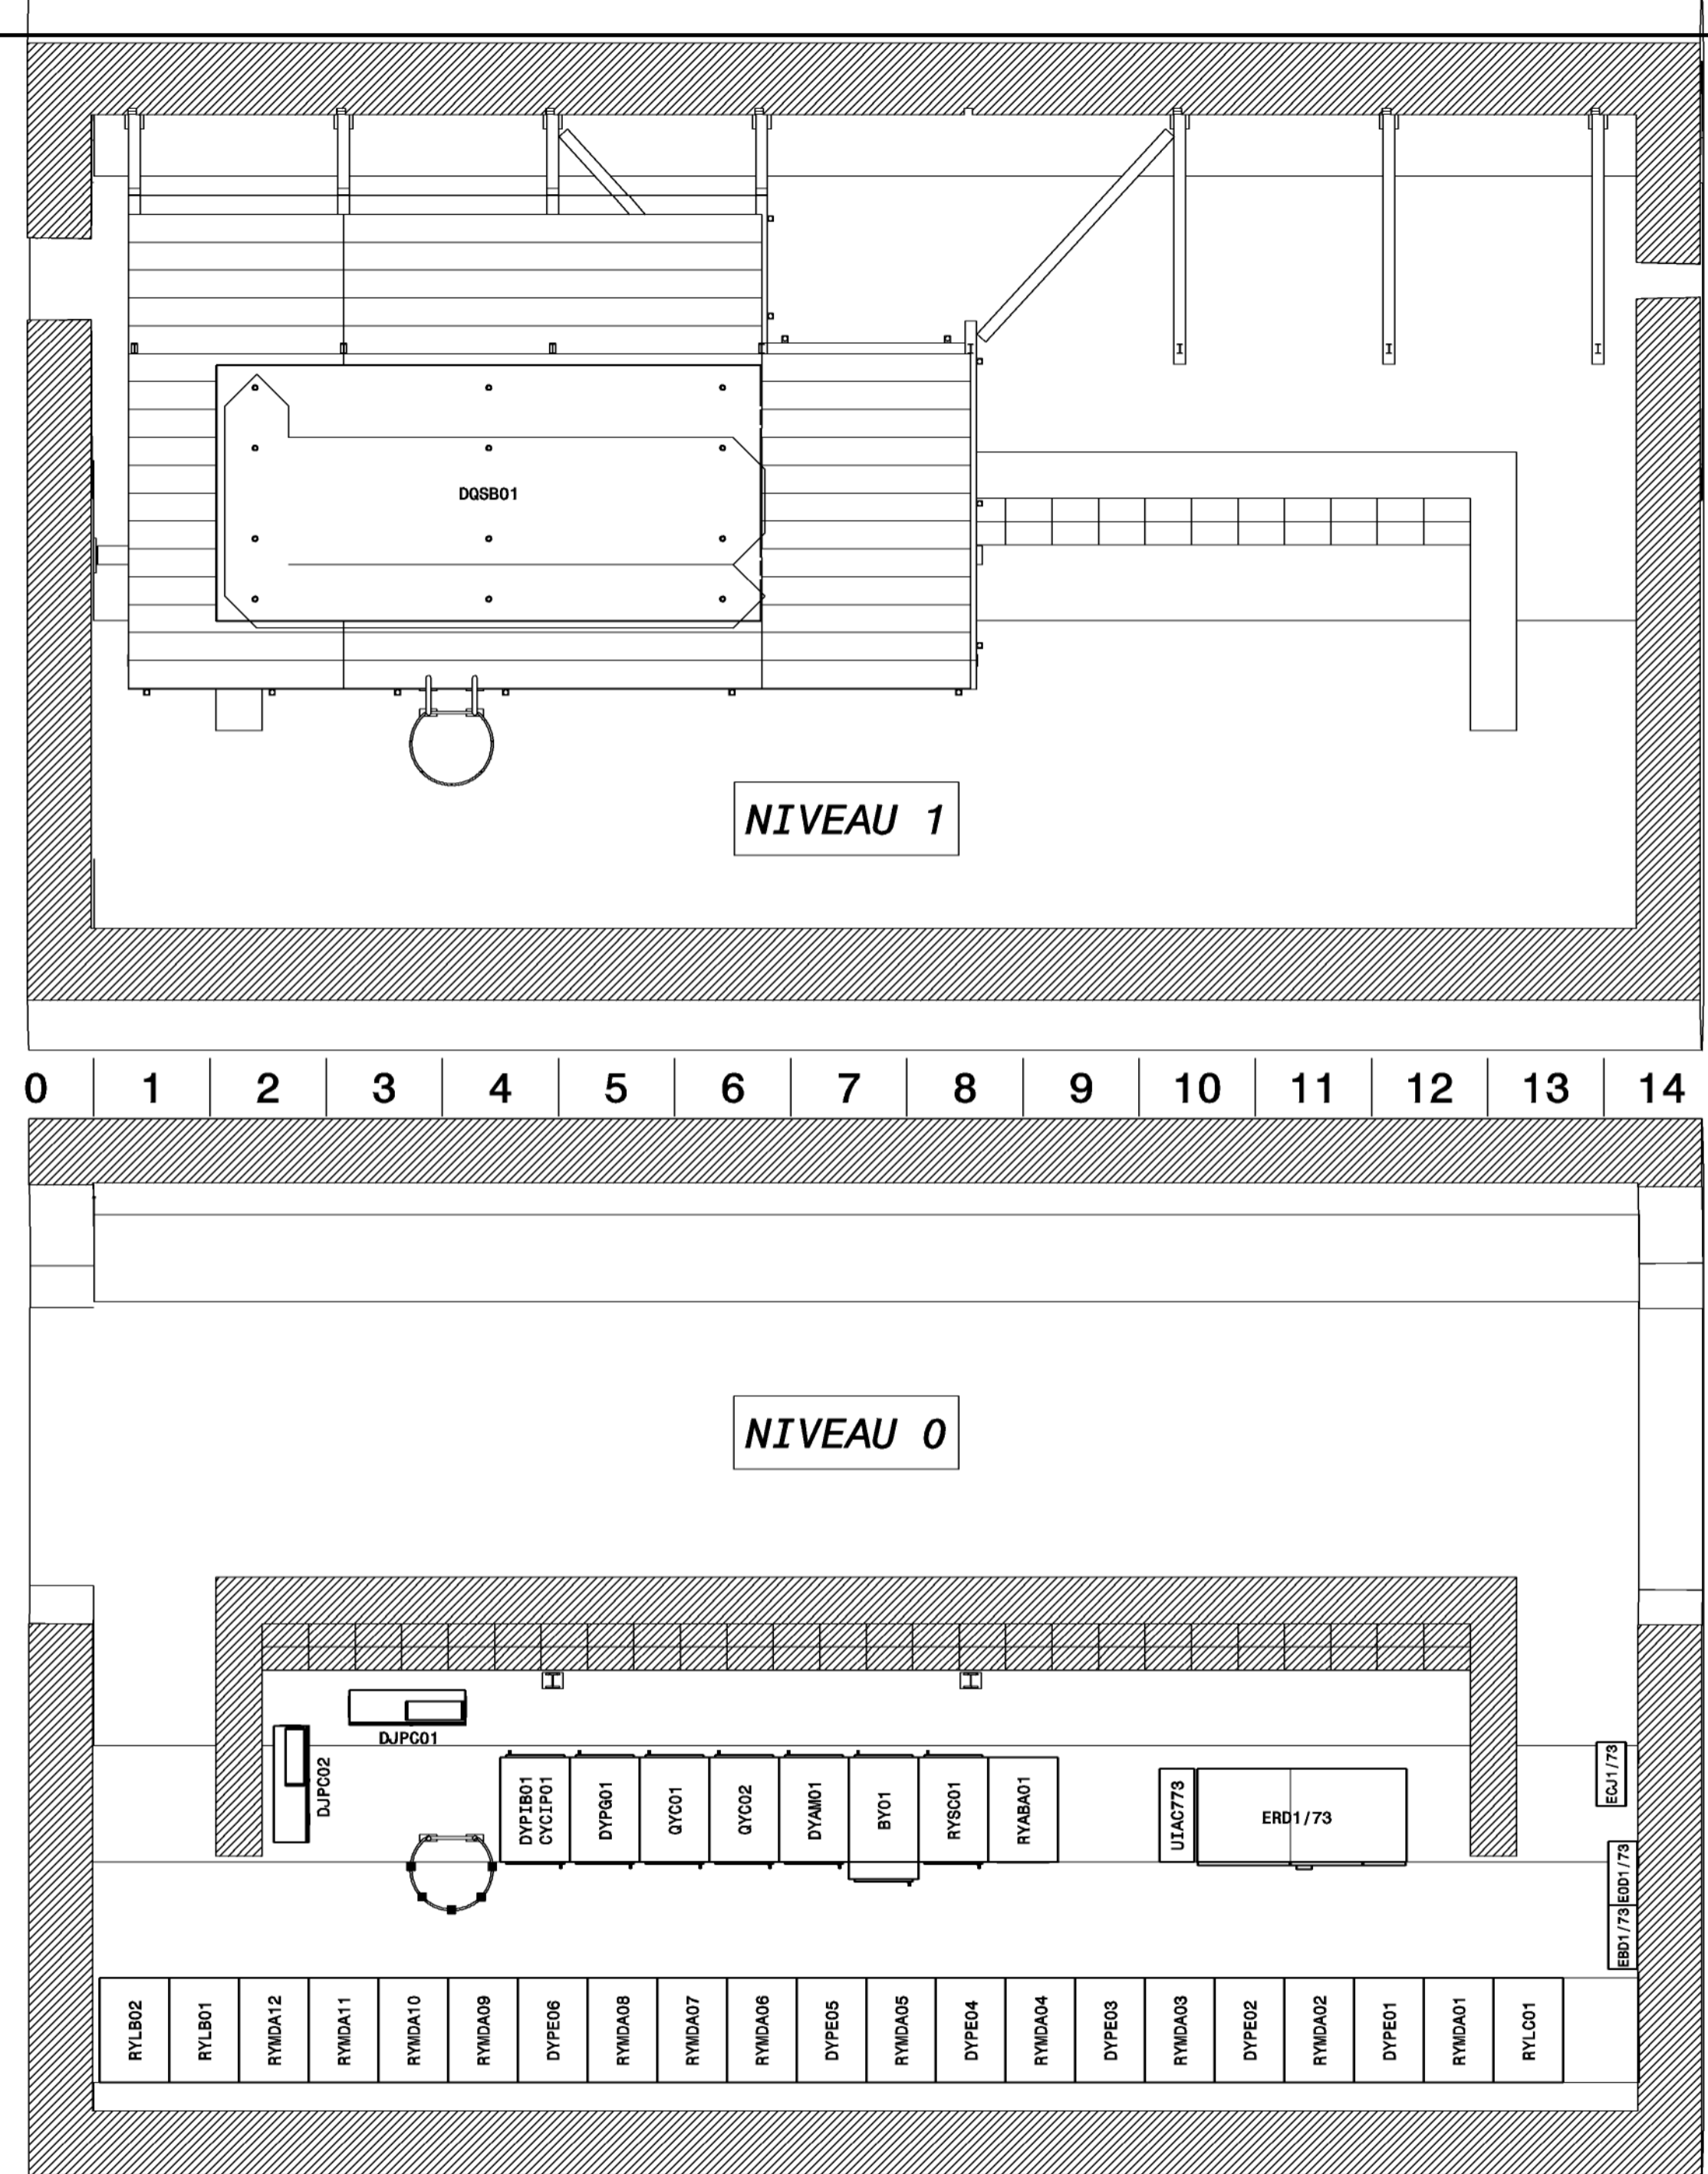 DQSB01
NIVEAU 1
0 1 2 3 4 5 6 7 8 9 10 11 12 13 14
NIVEAU 0
DJPC01
DJPC02
DYPIB01
CYCIP01
DYPG01
QYC01
QYC02
DYAM01
BY01
RYSC01
RYABA01
UIAC773
ERD1/73
ECJ1/73
EOD1/73
EBD1/73
RYLB02
RYLB01
RYMDA12
RYMDA11
RYMDA10
RYMDA09
DYPE06
RYMDA08
RYMDA07
RYMDA06
DYPE05
RYMDA05
DYPE04
RYMDA04
DYPE03
RYMDA03
DYPE02
RYMDA02
DYPE01
RYMDA01
RYLC01